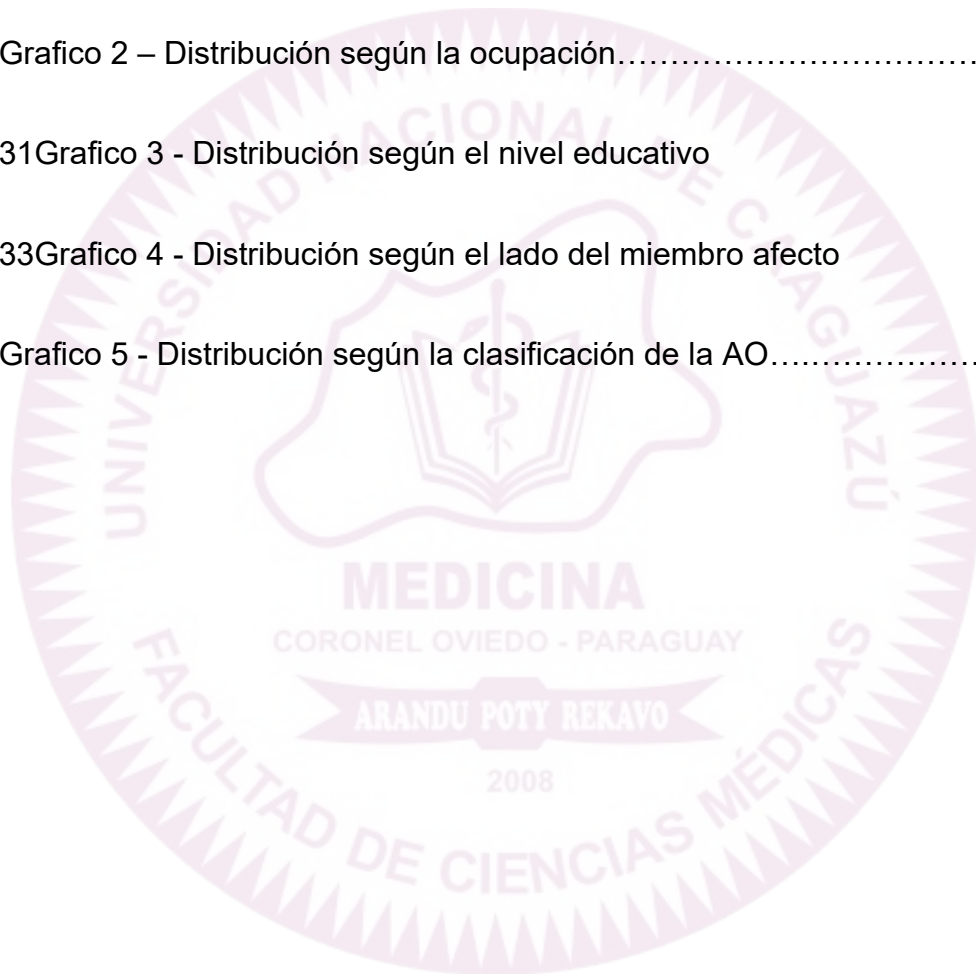 Grafico 2 – Distribución según la ocupación……………………………
31Grafico 3 - Distribución según el nivel educativo
33Grafico 4 - Distribución según el lado del miembro afecto
Grafico 5 - Distribución según la clasificación de la AO………………
UNIVERSIDAD NACIONAL DE CAAGUAZÚ
MEDICINA
CORONEL OVIEDO - PARAGUAY
ARANDU POTY REKAVO
2008
FACULTAD DE CIENCIAS MÉDICAS